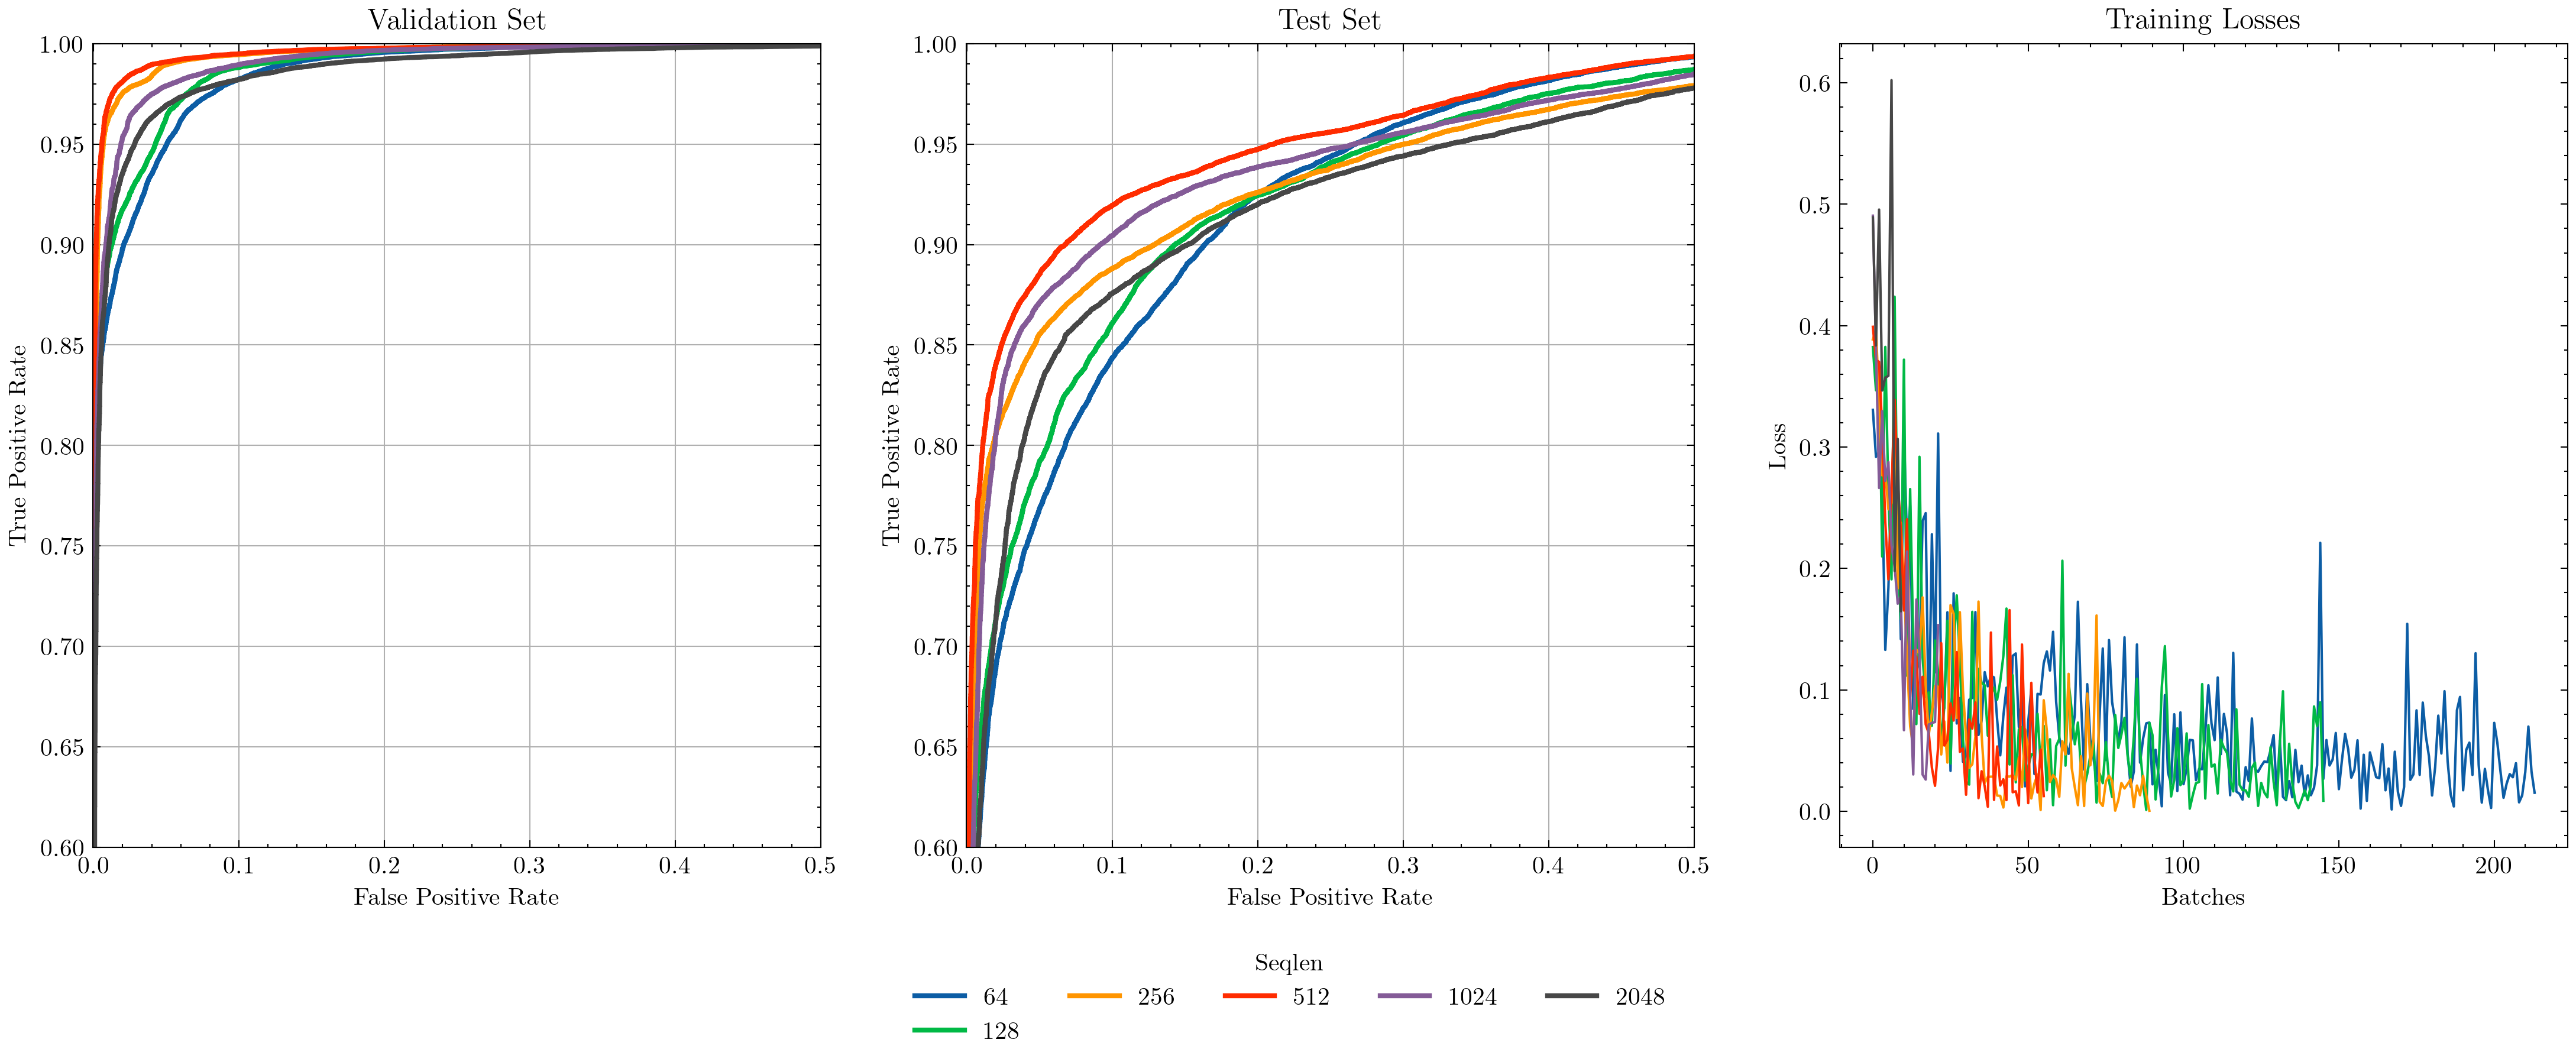 Validation Set
1.00
0.95
0.90
0.85
0.80
0.75
0.70
0.65
0.60
True Positive Rate
0.0 0.1 0.2 0.3 0.4 0.5
False Positive Rate
Test Set
1.00
0.95
0.90
0.85
0.80
0.75
0.70
0.65
0.60
True Positive Rate
0.0 0.1 0.2 0.3 0.4 0.5
False Positive Rate
Training Losses
0.6
0.5
0.4
0.3
0.2
0.1
0.0
Loss
0 50 100 150 200
Batches
Seqlen
64 256 512 1024 2048
128